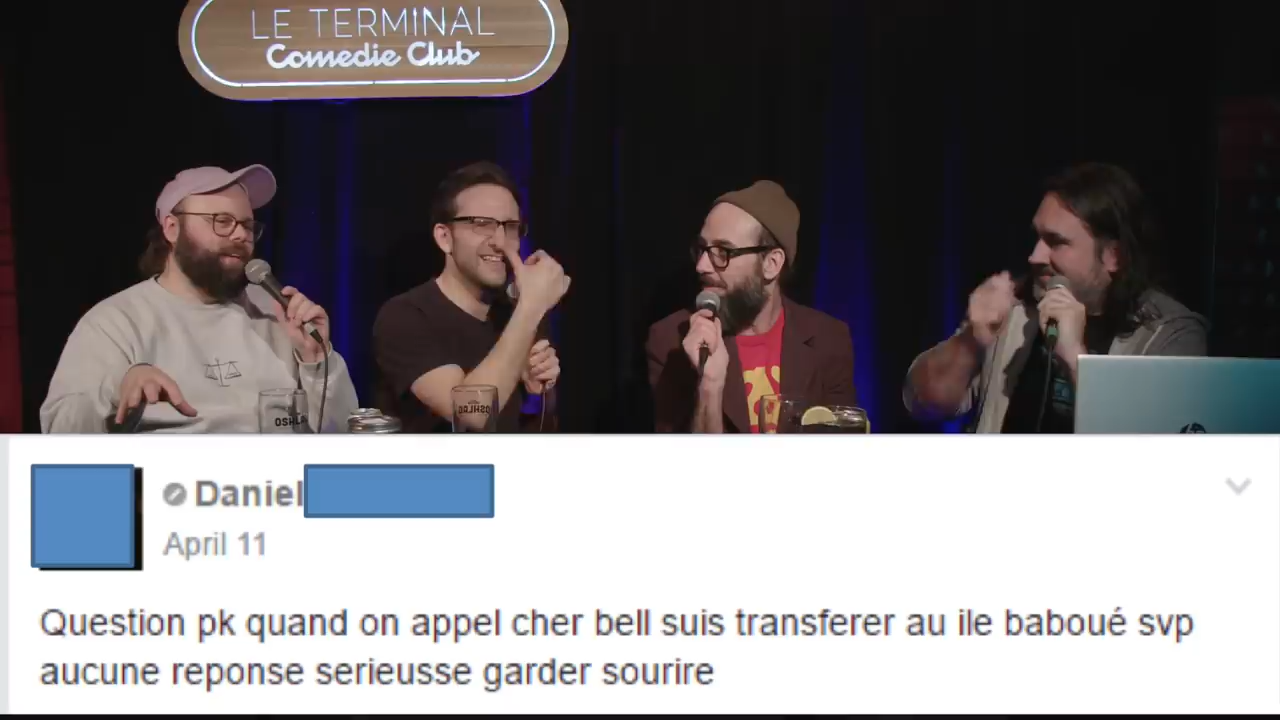 LE TERMINAL
Comedie Club
OSHLAG
Daniel
April 11
Question pk quand on appel cher bell suis transferer au ile baboué svp
aucune reponse serieusse garder sourire